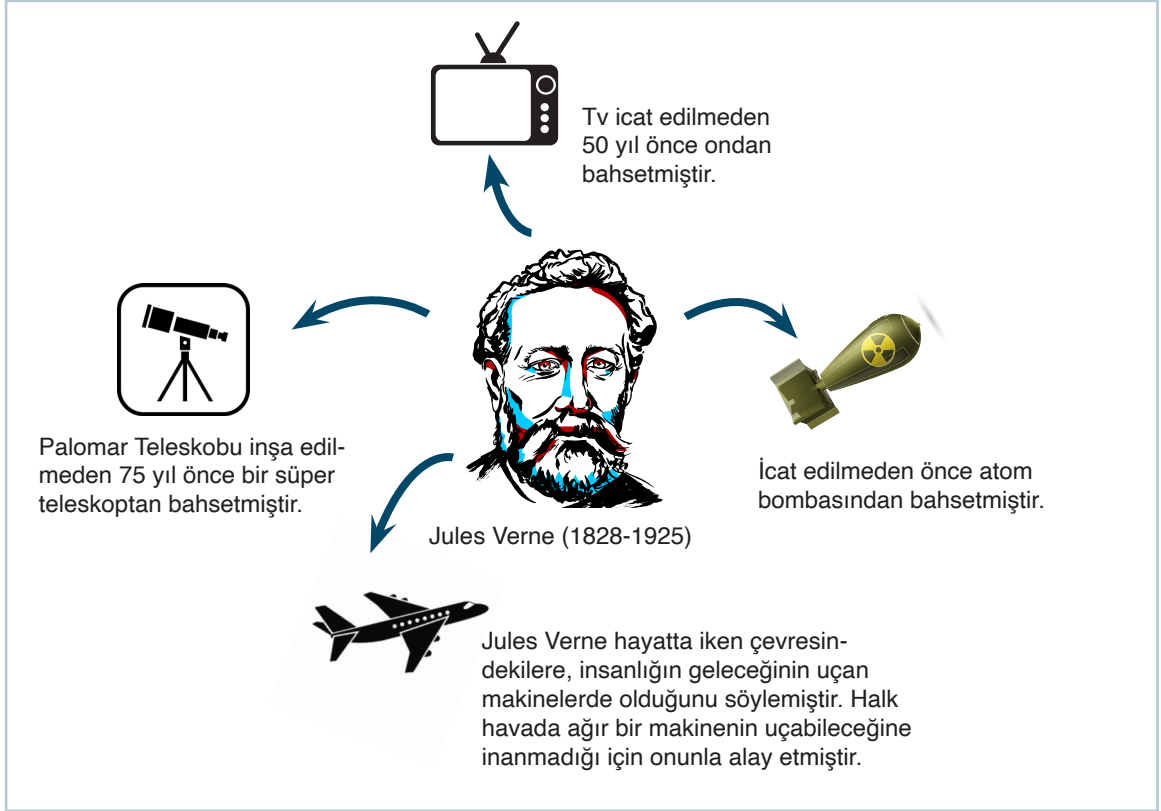 Tv icat edilmeden
50 yıl önce ondan
bahsetmiştir.
Palomar Teleskobu inşa edil-
meden 75 yıl önce bir süper
teleskoptan bahsetmiştir.
İcat edilmeden önce atom
bombasından bahsetmiştir.
Jules Verne (1828-1925)
Jules Verne hayatta iken çevresin-
dekilere, insanlığın geleceğinin uçan
makinelerde olduğunu söylemiştir. Halk
havada ağır bir makinenin uçabileceğine
inanmadığı için onunla alay etmiştir.